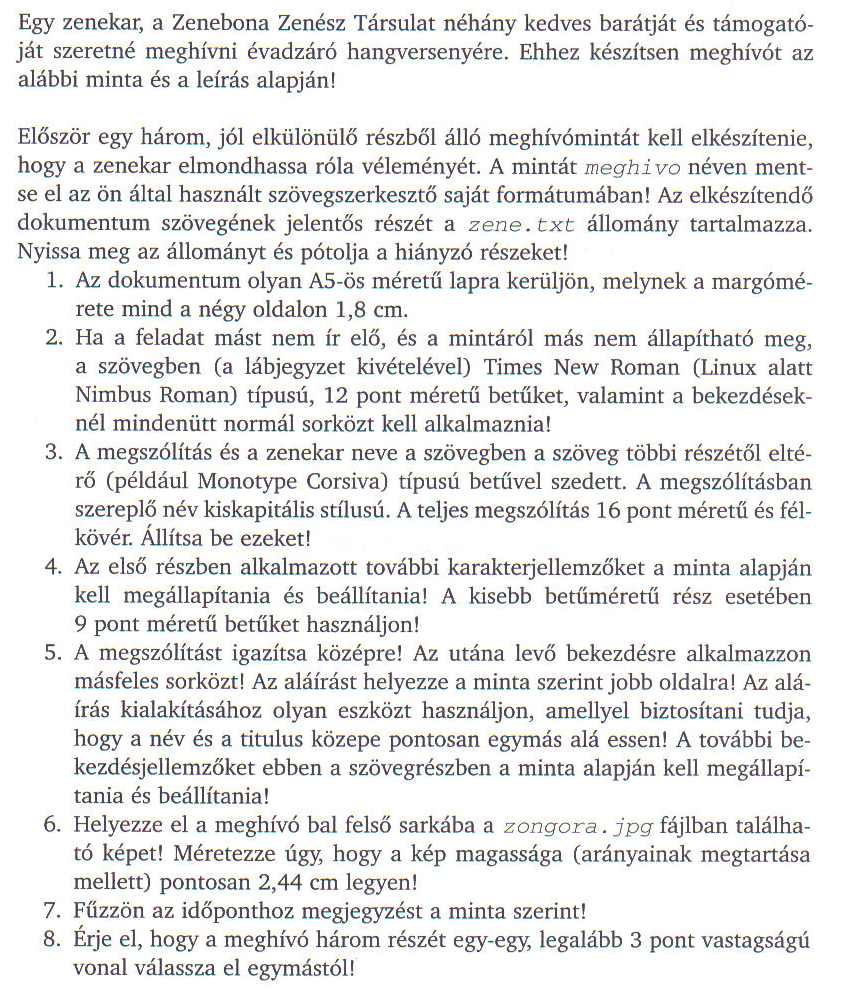 Egy zenekar, a Zenebona Zenész Társulat néhány kedves barátját és támogató-
ját szeretné meghívni évadzáró hangversenyére. Ehhez készítsen meghívót az
alábbi minta és a leírás alapján!
Először egy három, jól elkülönülő részből álló meghívómintát kell elkészítenie,
hogy a zenekar elmondhassa róla véleményét. A mintát meghivo néven ment-
se el az ön által használt szövegszerkesztő saját formátumában! Az elkészítendő
dokumentum szövegének jelentős részét a zene.txt állomány tartalmazza.
Nyissa meg az állományt és pótolja a hiányzó részeket!
1. Az dokumentum olyan A5-ös méretű lapra kerüljön, melynek a margómé-
rete mind a négy oldalon 1,8 cm.
2. Ha a feladat mást nem ír elő, és a mintáról más nem állapítható meg,
a szövegben (a lábjegyzet kivételével) Times New Roman (Linux alatt
Nimbus Roman) típusú, 12 pont méretű betűket, valamint a bekezdések-
nél mindenütt normál sorközt kell alkalmaznia!
3. A megszólítás és a zenekar neve a szövegben a szöveg többi részétől elté-
rő (például Monotype Corsiva) típusú betűvel szedett. A megszólításban
szereplő név kiskapitális stílusú. A teljes megszólítás 16 pont méretű és fél-
kövér. Állítsa be ezeket!
4. Az első részben alkalmazott további karakterjellemzőket a minta alapján
kell megállapítania és beállítania! A kisebb betűméretű rész esetében
9 pont méretű betűket használjon!
5. A megszólítást igazítsa középre! Az utána levő bekezdésre alkalmazzon
másfeles sorközt! Az aláírást helyezze a minta szerint jobb oldalra! Az alá-
írás kialakításához olyan eszközt használjon, amellyel biztosítani tudja,
hogy a név és a titulus közepe pontosan egymás alá essen! A további be-
kezdésjellemzőket ebben a szövegrészben a minta alapján kell megállapí-
tania és beállítania!
6. Helyezze el a meghívó bal felső sarkába a zongora.jpg fájlban találha-
tó képet! Méretezze úgy, hogy a kép magassága (arányainak megtartása
mellett) pontosan 2,44 cm legyen!
7. Fűzzön az időponthoz megjegyzést a minta szerint!
8. Érje el, hogy a meghívó három részét egy-egy, legalább 3 pont vastagságú
vonal válassza el egymástól!